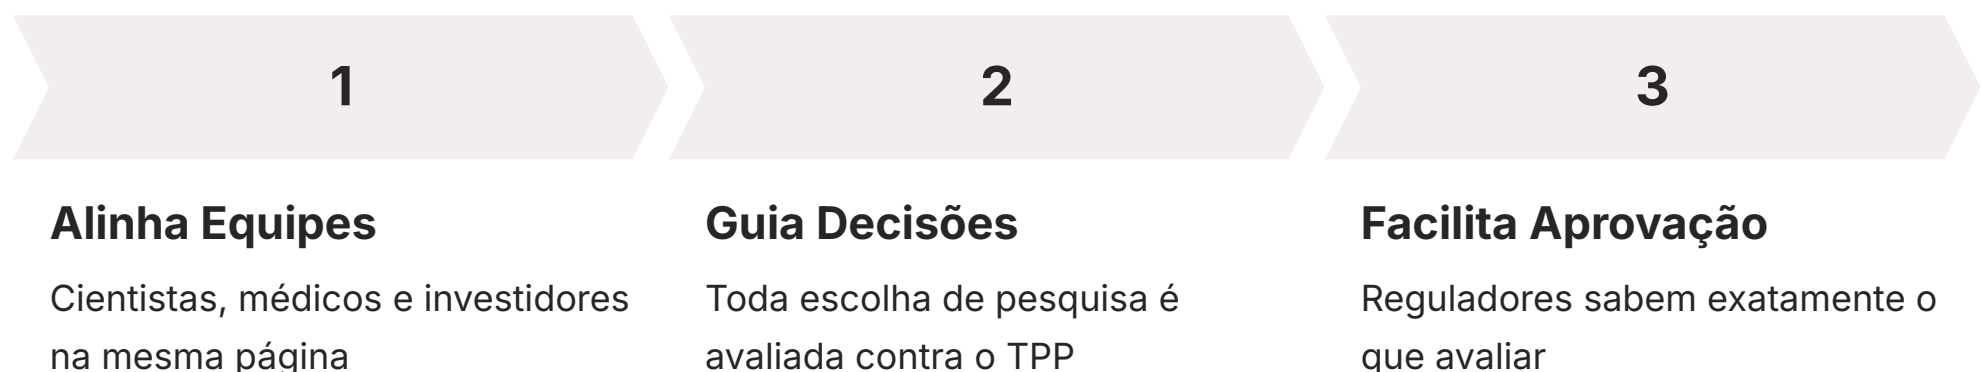 1
Alinha Equipes
Cientistas, médicos e investidores
na mesma página
2
Guia Decisões
Toda escolha de pesquisa é
avaliada contra o TPP
3
Facilita Aprovação
Reguladores sabem exatamente o
que avaliar